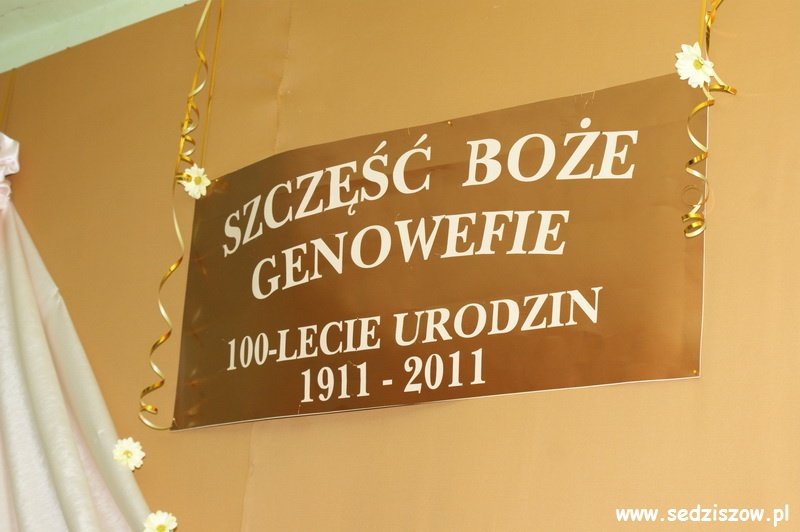 SZCZĘŚĆ BOŻE
GENOWEFIE
100-LECIE URODZIN
1911 - 2011
www.sedziszow.pl